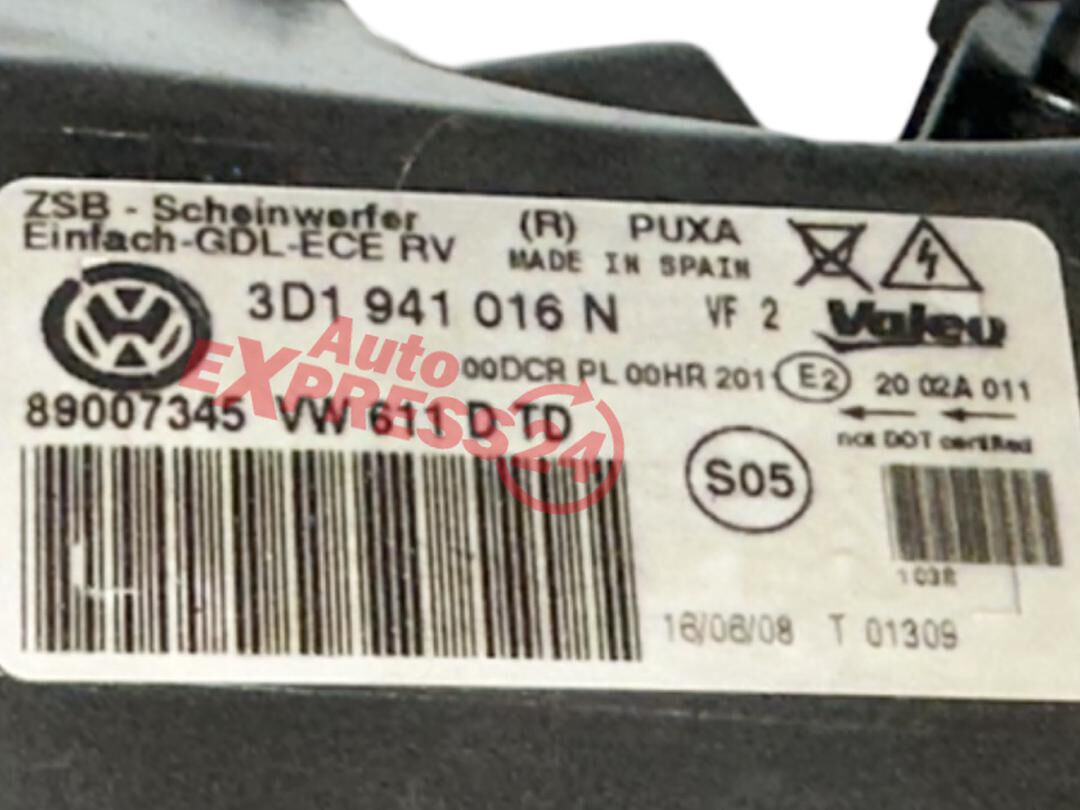 ZSB - Scheinwerfer
Einfach-GDL-ECE RV
(R) PUXA
MADE IN SPAIN
3D1 941 016 N VF 2 Valeo
00DCR PL 00HR 201 E2 20 02A 011
89007345 VW 611 D TD
not DOT certified
S05
16/06/08 T 01309
Auto
EXPRESS24